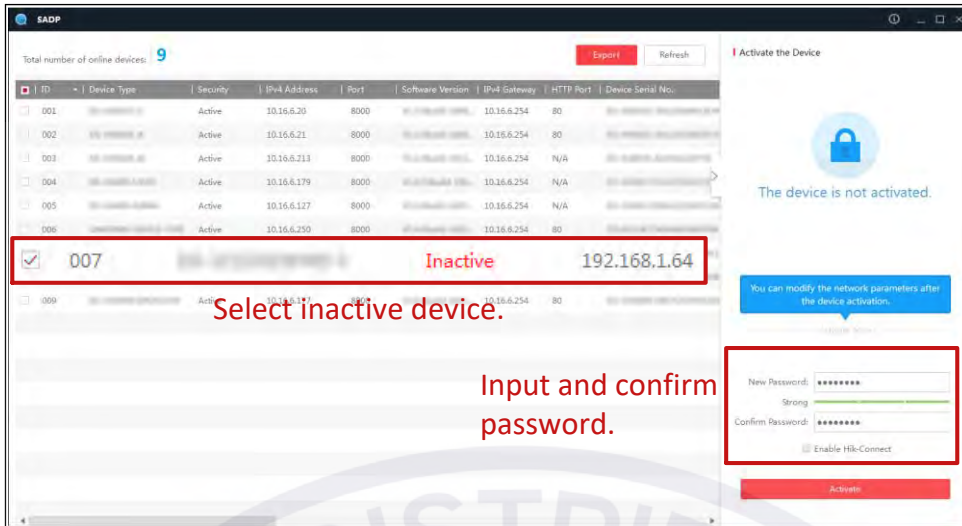 SADP
Total number of online devices: 9
Export
Refresh
ID
Device Type
Security
IPv4 Address
Port
Software Version
IPv4 Gateway
HTTP Port
Device Serial No.
001 Active 10.16.6.20 8000 10.16.6.254 80
002 Active 10.16.6.21 8000 10.16.6.254 80
003 Active 10.16.6.213 8000 10.16.6.254 N/A
004 Active 10.16.6.179 8000 10.16.6.254 N/A
005 Active 10.16.6.127 8000 10.16.6.254 N/A
006 Active 10.16.6.250 8000 10.16.6.254 80
007 Inactive 192.168.1.64
009 10.16.6.254 80
Select inactive device.
Input and confirm
password.
Activate the Device
The device is not activated.
You can modify the network parameters after
the device activation.
New Password: ●●●●●●●●
Strong
Confirm Password: ●●●●●●●●
Enable Hik-Connect
Activate
DISTRI